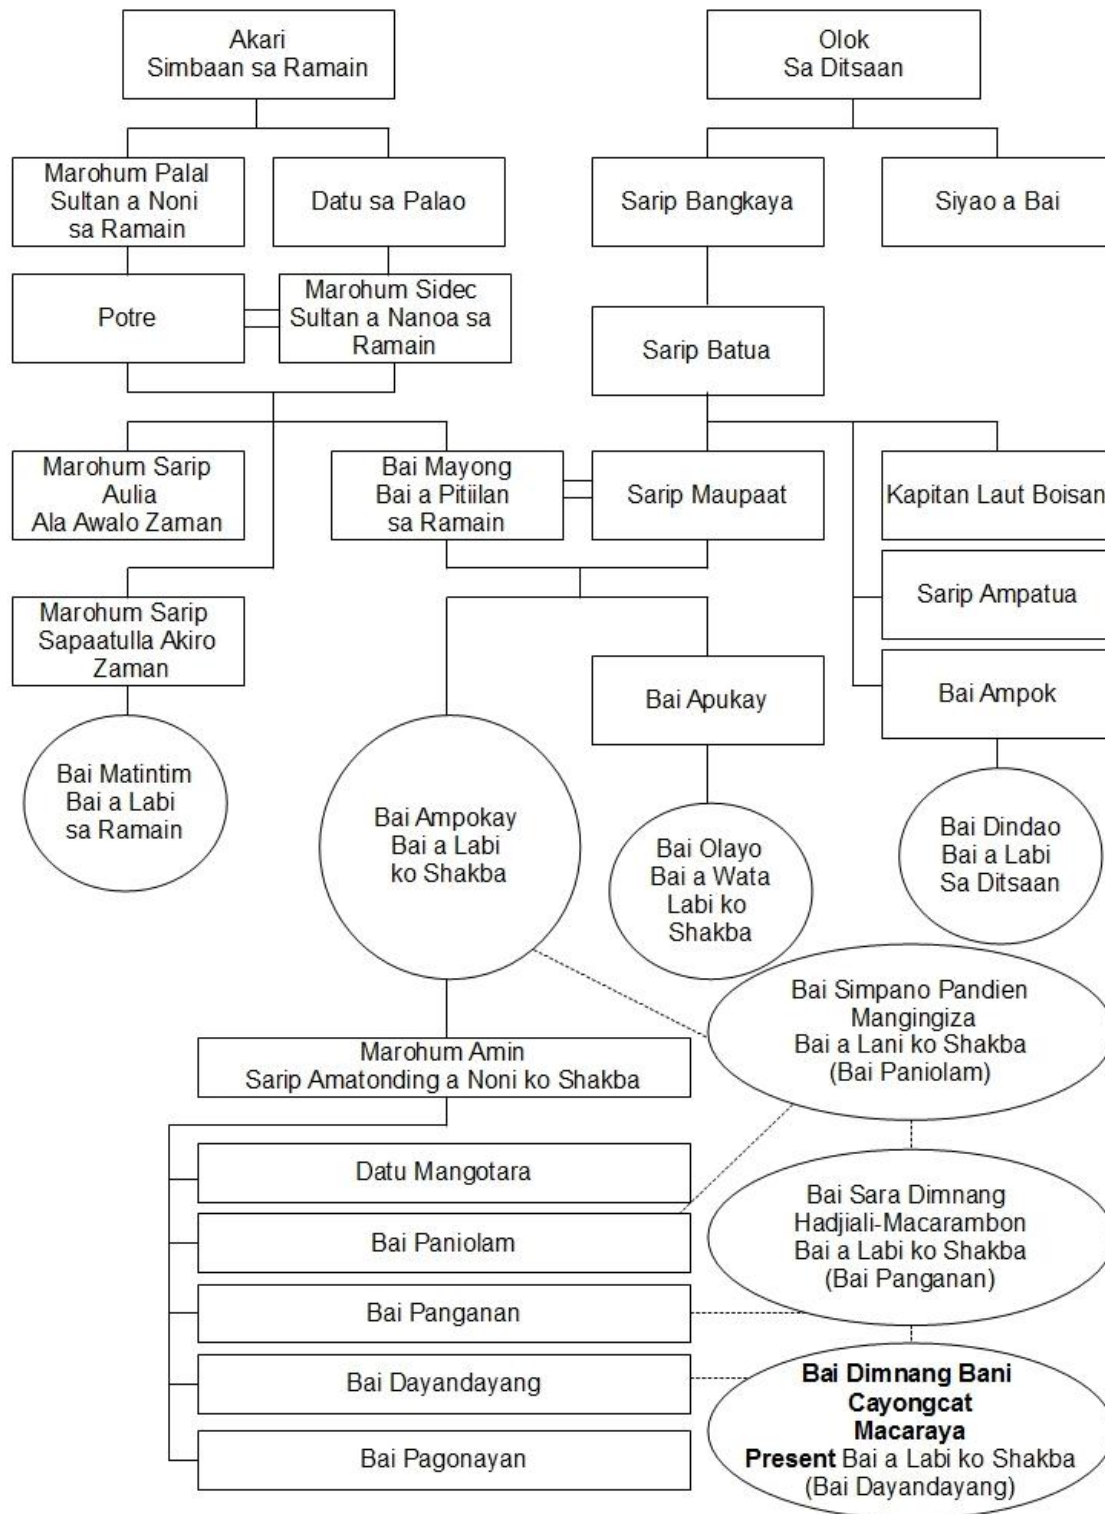 Akari
Simbaan sa Ramain
Olok
Sa Ditsaan
Marohum Palal
Sultan a Noni
sa Ramain
Datu sa Palao
Sarip Bangkaya
Siyao a Bai
Potre
Marohum Sidec
Sultan a Nanoa sa
Ramain
Sarip Batua
Marohum Sarip
Aulia
Ala Awalo Zaman
Bai Mayong
Bai a Pitiilan
sa Ramain
Sarip Maupaat
Kapitan Laut Boisan
Sarip Ampatua
Marohum Sarip
Sapaatulla Akiro
Zaman
Bai Apukay
Bai Ampok
Bai Matintim
Bai a Labi
sa Ramain
Bai Ampokay
Bai a Labi
ko Shakba
Bai Olayo
Bai a Wata
Labi ko
Shakba
Bai Dindao
Bai a Labi
Sa Ditsaan
Bai Simpano Pandien
Mangingiza
Bai a Lani ko Shakba
(Bai Paniolam)
Marohum Amin
Sarip Amatonding a Noni ko Shakba
Datu Mangotara
Bai Paniolam
Bai Panganan
Bai Dayandayang
Bai Pagonayan
Bai Sara Dimnang
Hadjiali-Macarambon
Bai a Labi ko Shakba
(Bai Panganan)
Bai Dimnang Bani
Cayongcat
Macaraya
Present Bai a Labi ko Shakba
(Bai Dayandayang)